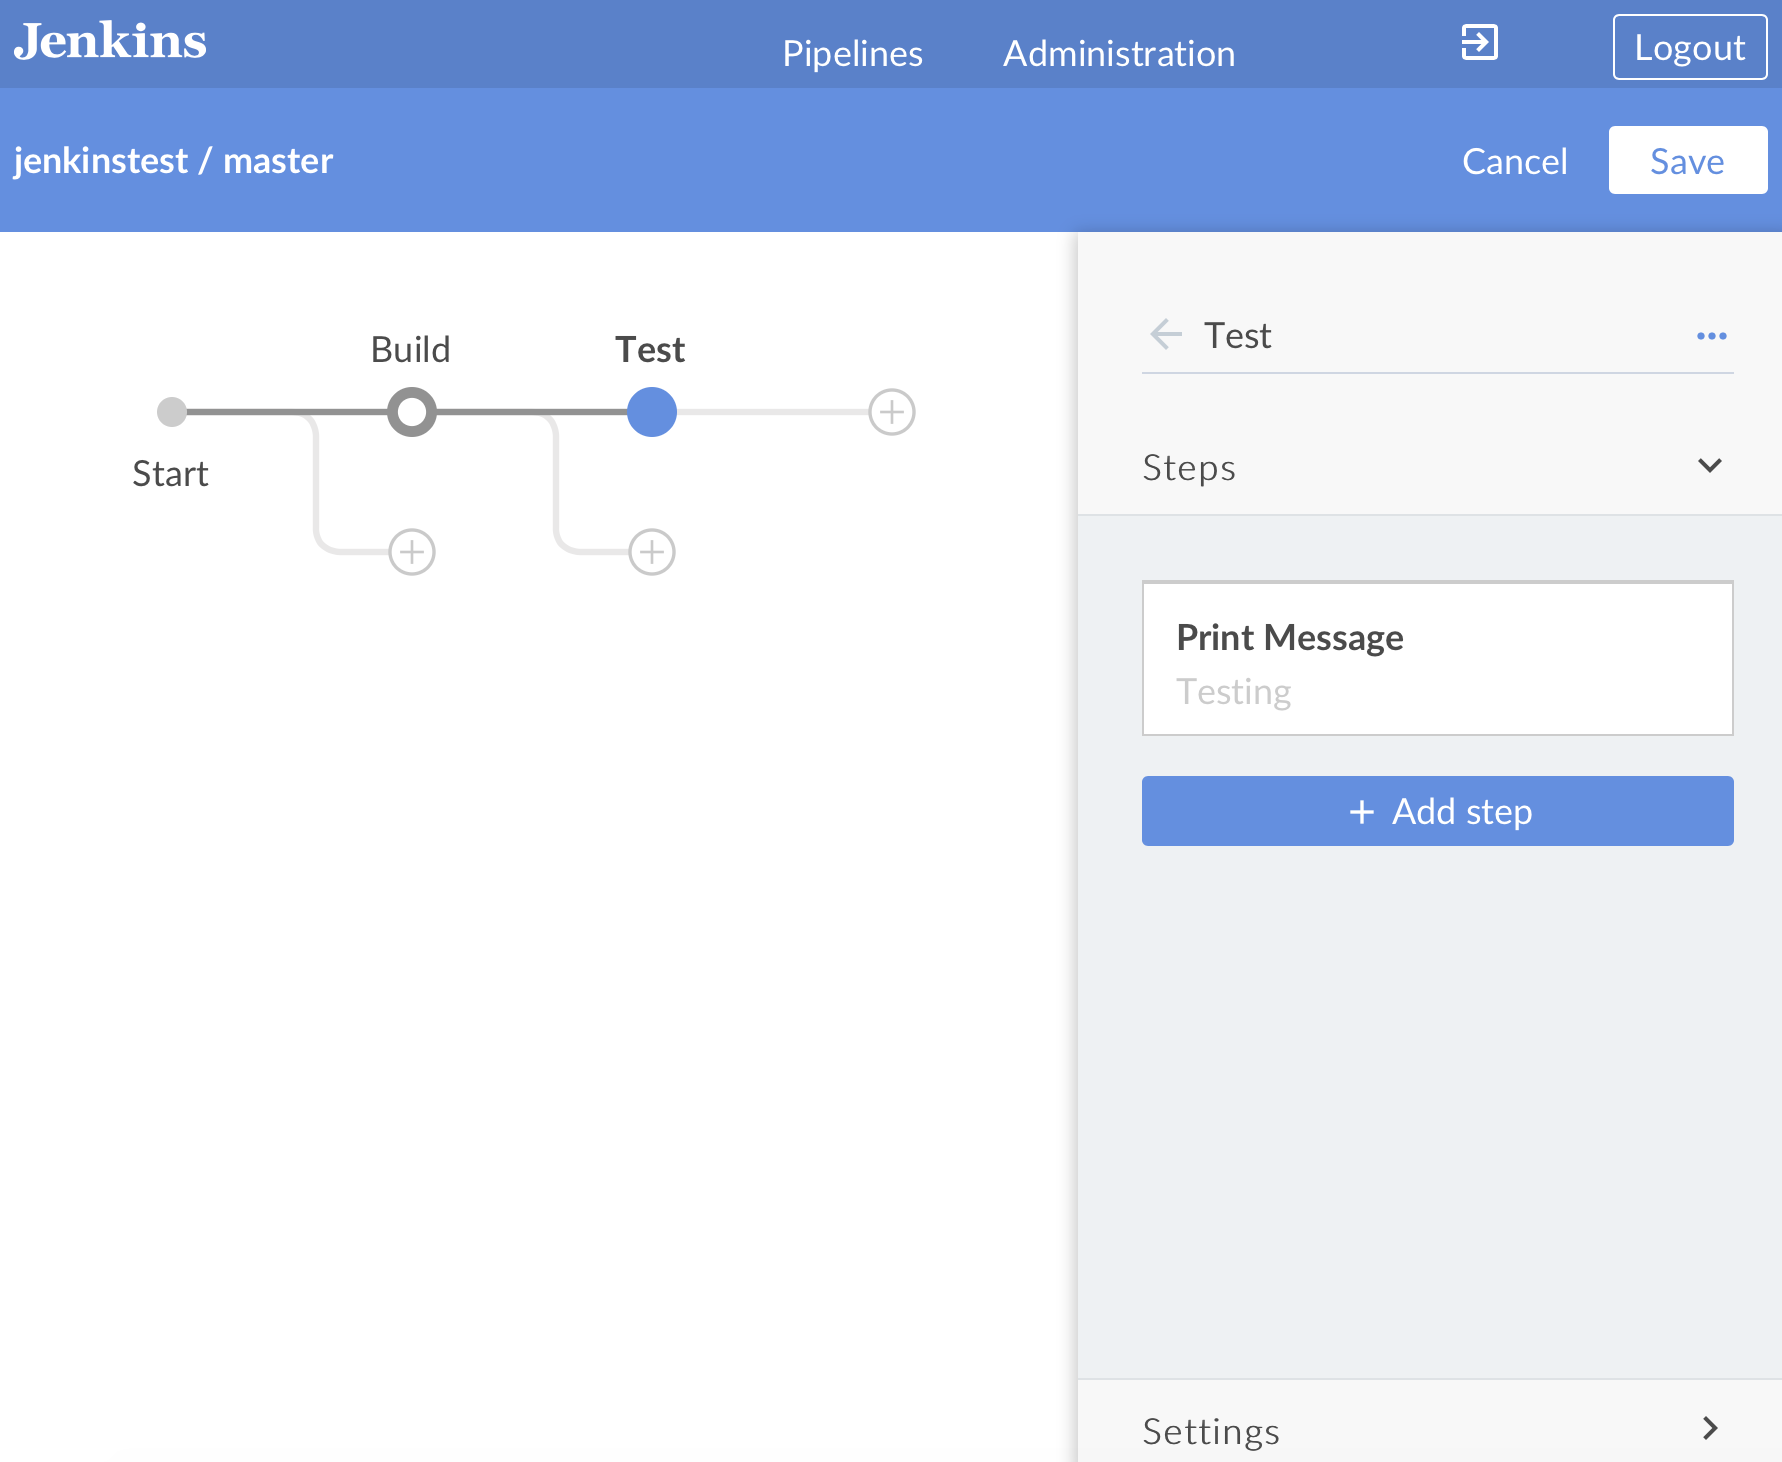 Jenkins
Pipelines
Administration
Logout
jenkinstest / master
Cancel
Save
Build
Test
Start
Test
Steps
Print Message
Testing
+ Add step
Settings